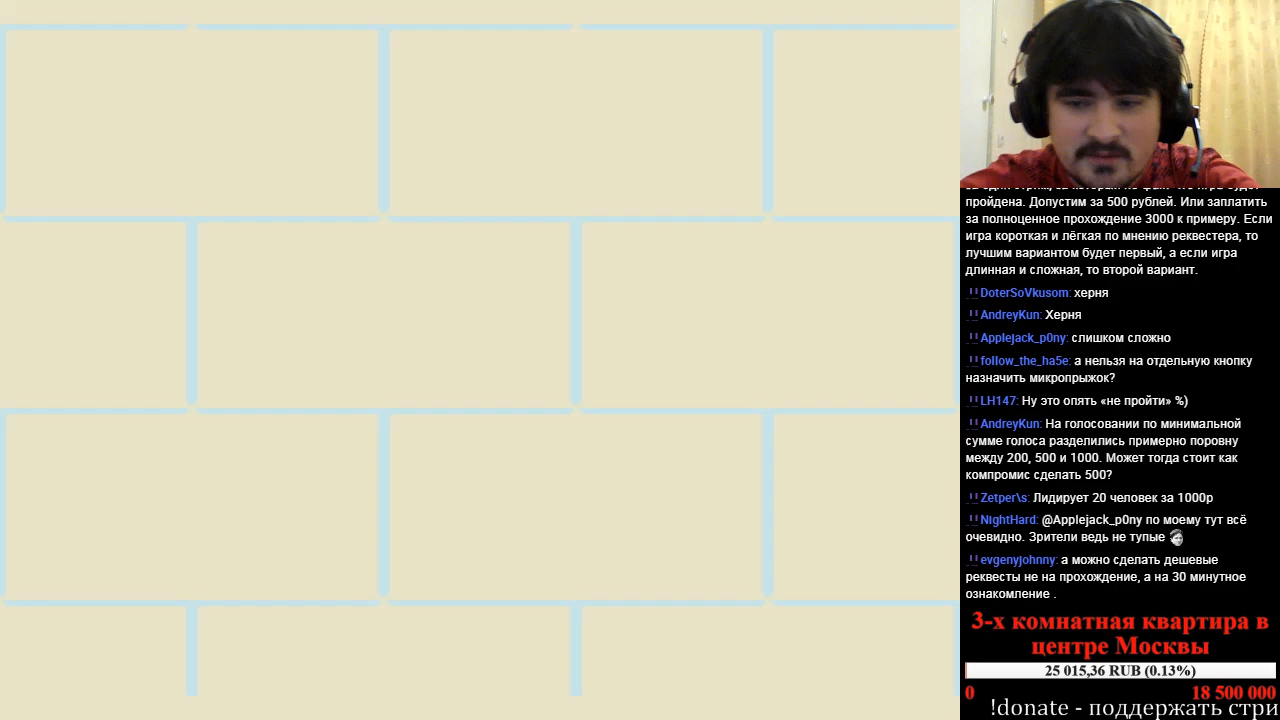 пройдена. Допустим за 500 рублей. Или заплатить
за полноценное прохождение 3000 к примеру. Если
игра короткая и лёгкая по мнению реквестера, то
лучшим вариантом будет первый, а если игра
длинная и сложная, то второй вариант.
DoterSoVkusom: херня
AndreyKun: Херня
Applejack_p0ny: слишком сложно
follow_the_ha5e: а нельзя на отдельную кнопку
назначить микропрыжок?
LH147: Ну это опять «не пройти» %)
AndreyKun: На голосовании по минимальной
сумме голоса разделились примерно поровну
между 200, 500 и 1000. Может тогда стоит как
компромис сделать 500?
Zetper\s: Лидирует 20 человек за 1000р
NightHard: @Applejack_p0ny по моему тут всё
очевидно. Зрители ведь не тупые
evgenyjohnny: а можно сделать дешевые
реквесты не на прохождение, а на 30 минутное
ознакомление .
3-х комнатная квартира в
центре Москвы
25 015,36 RUB (0.13%)
0 18 500 000
!donate - поддержать стри